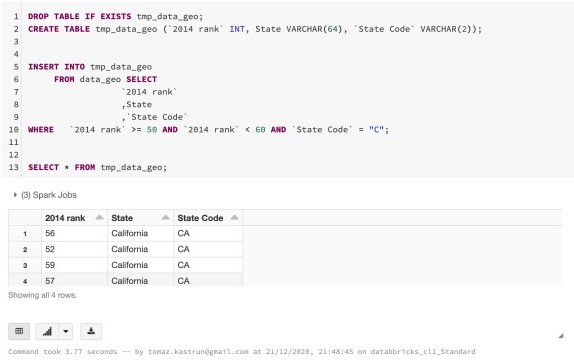 1 DROP TABLE IF EXISTS tmp_data_geo;
2 CREATE TABLE tmp_data_geo (`2014 rank` INT, State VARCHAR(64), `State Code` VARCHAR(2));
3
4
5 INSERT INTO tmp_data_geo
6 FROM data_geo SELECT
7 `2014 rank`
8 ,State
9 ,`State Code`
10 WHERE `2014 rank` >= 50 AND `2014 rank` < 60 AND `State Code` = "C";
11
12
13 SELECT * FROM tmp_data_geo;
(3) Spark Jobs
2014 rank State State Code
1 56 California CA
2 52 California CA
3 59 California CA
4 57 California CA
Showing all 4 rows.
Command took 3.77 seconds -- by tomaz.kastrun@gmail.com at 21/12/2020, 21:48:45 on databbricks_cl1_Standard